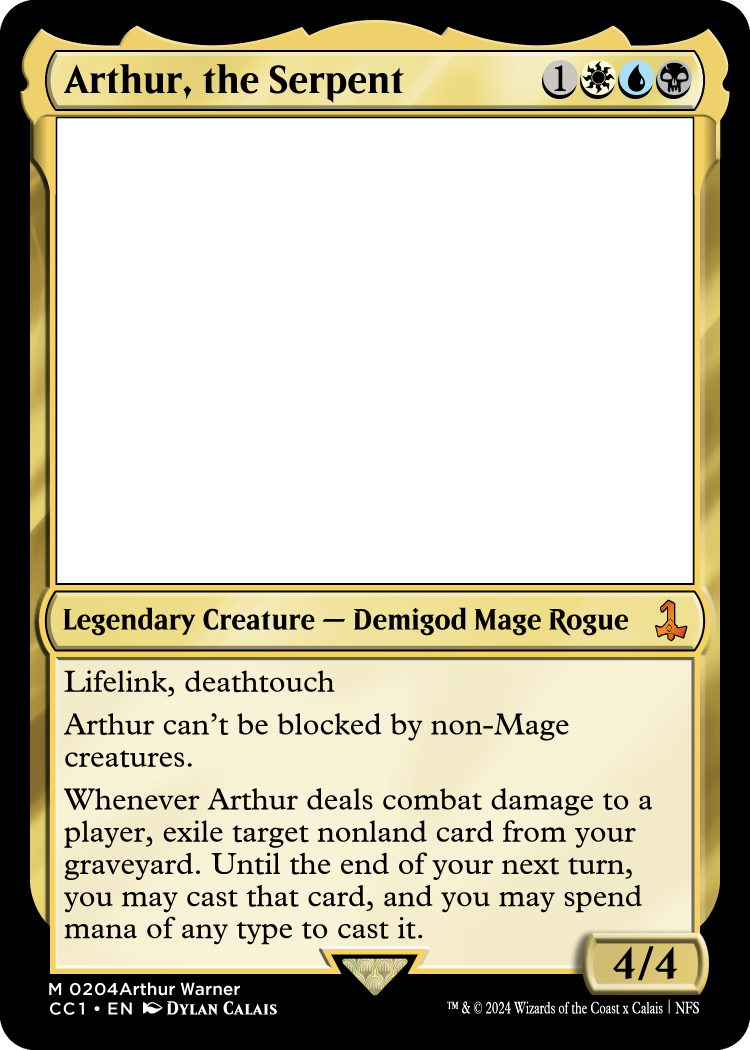 Arthur, the Serpent 1
Legendary Creature — Demigod Mage Rogue
Lifelink, deathtouch
Arthur can't be blocked by non-Mage
creatures.
Whenever Arthur deals combat damage to a
player, exile target nonland card from your
graveyard. Until the end of your next turn,
you may cast that card, and you may spend
mana of any type to cast it.
4/4
M 0204Arthur Warner
CC1 • EN Dylan Calais
™ & © 2024 Wizards of the Coast x Calais | NFS